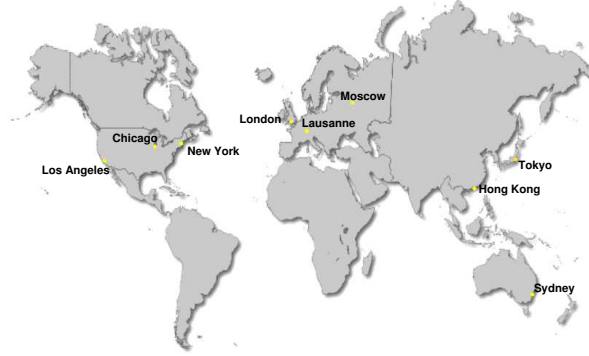 Moscow
London
Lausanne
Chicago
New York
Los Angeles
Tokyo
Hong Kong
Sydney